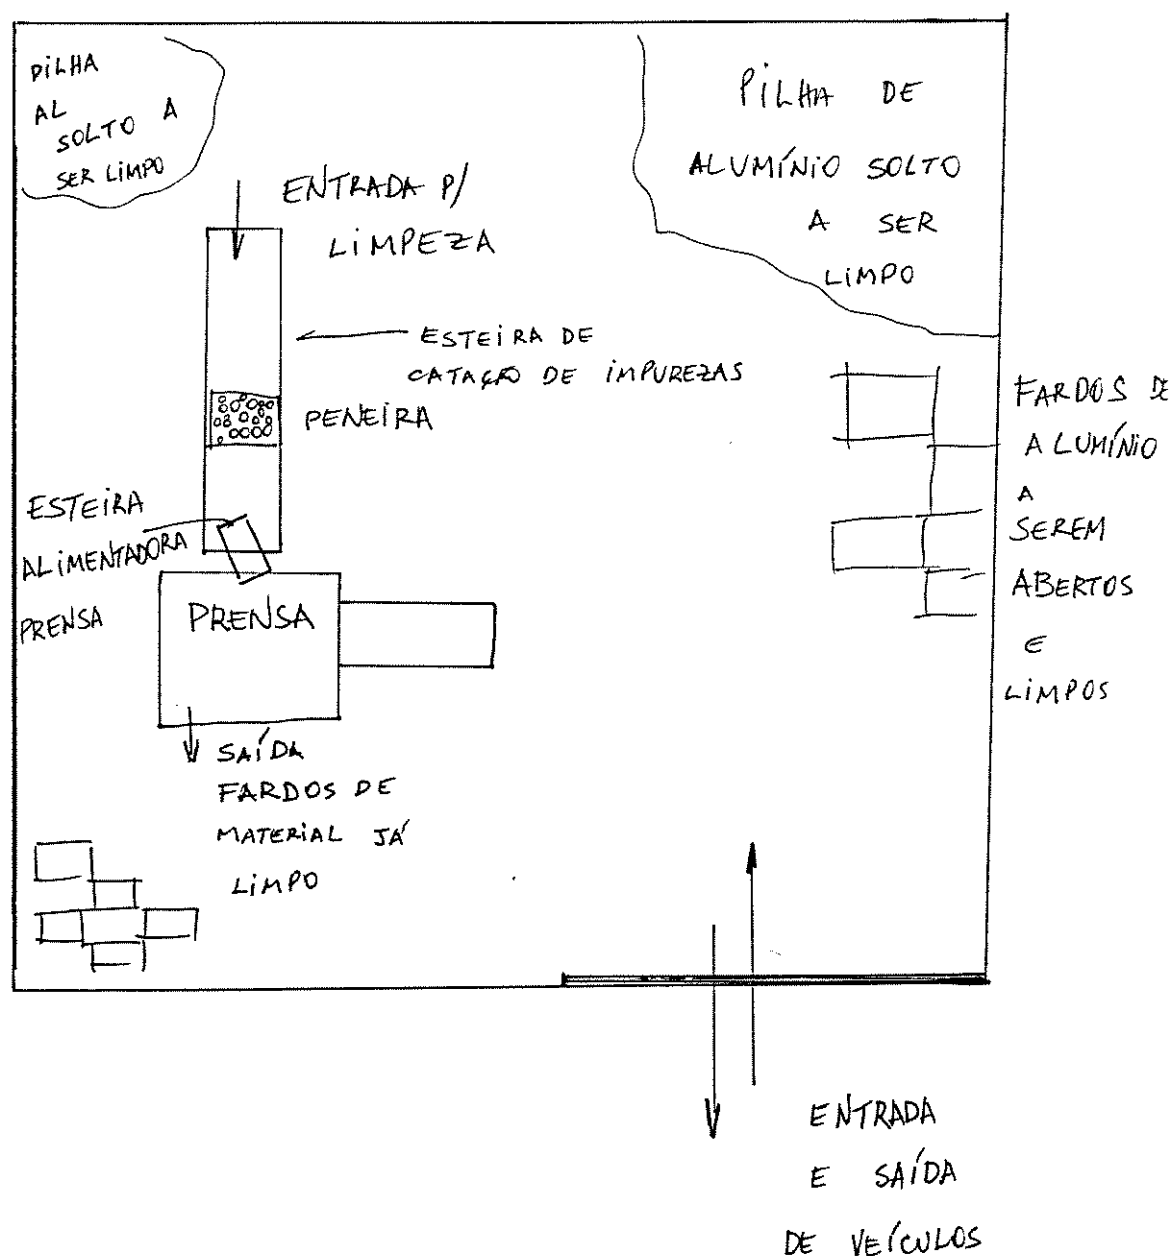 PILHA
AL
SOLTO A
SER LIMPO
PILHA DE
ALUMÍNIO SOLTO
A SER
LIMPO
ENTRADA P/
LIMPEZA
ESTEIRA DE
CATAÇÃO DE IMPUREZAS
PENEIRA
FARDOS DE
ALUMÍNIO
A
SEREM
ABERTOS
E
LIMPOS
ESTEIRA
ALIMENTADORA
PRENSA
PRENSA
SAÍDA
FARDOS DE
MATERIAL JÁ
LIMPO
ENTRADA
E SAÍDA
DE VEÍCULOS